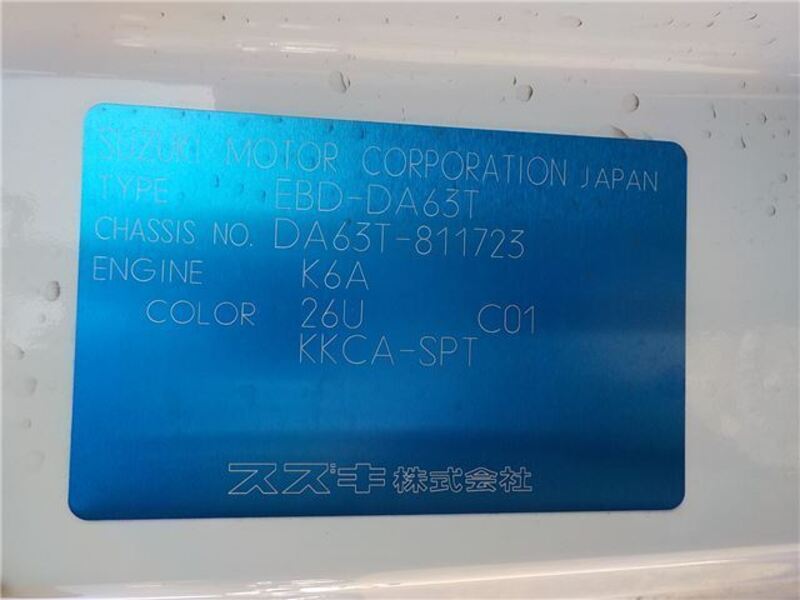 SUZUKI MOTOR CORPORATION JAPAN
TYPE EBD-DA63T
CHASSIS NO. DA63T-811723
ENGINE K6A
COLOR 26U C01
KKCA-SPT
スズキ株式会社